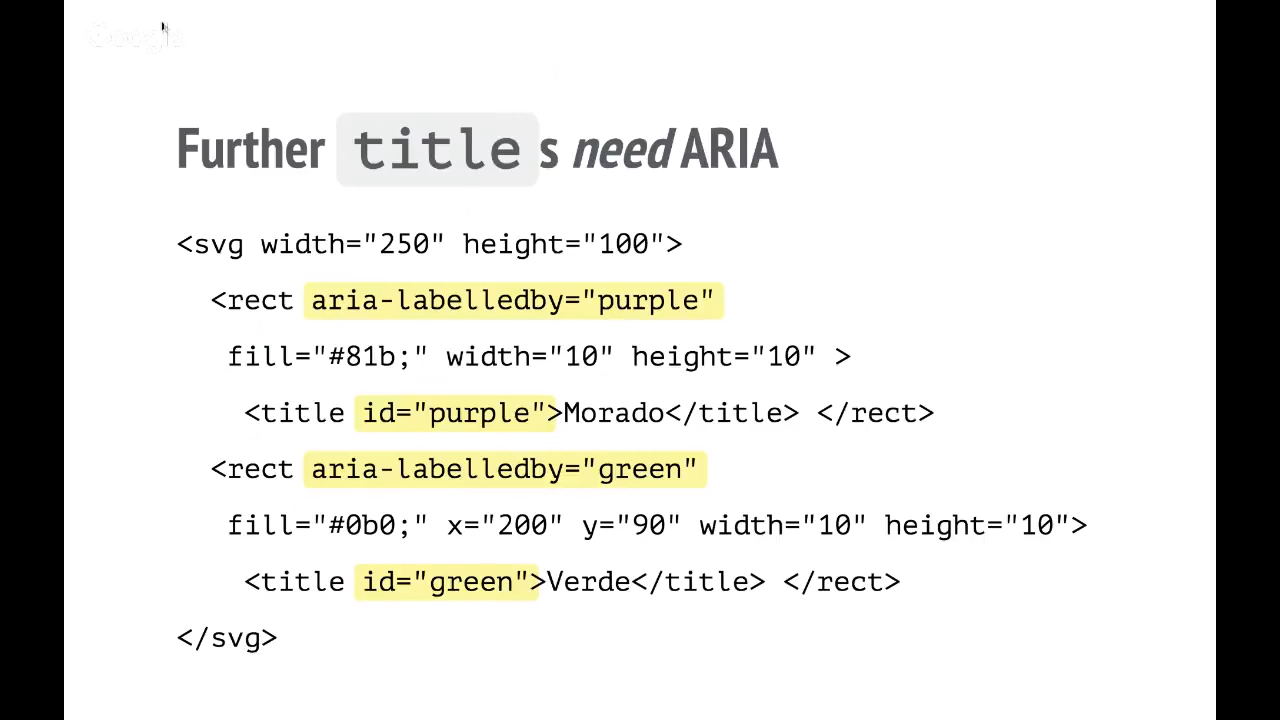 Google
Further titles need ARIA
<svg width="250" height="100">
<rect aria-labelledby="purple"
fill="#81b;" width="10" height="10" >
<title id="purple">Morado</title> </rect>
<rect aria-labelledby="green"
fill="#0b0;" x="200" y="90" width="10" height="10">
<title id="green">Verde</title> </rect>
</svg>